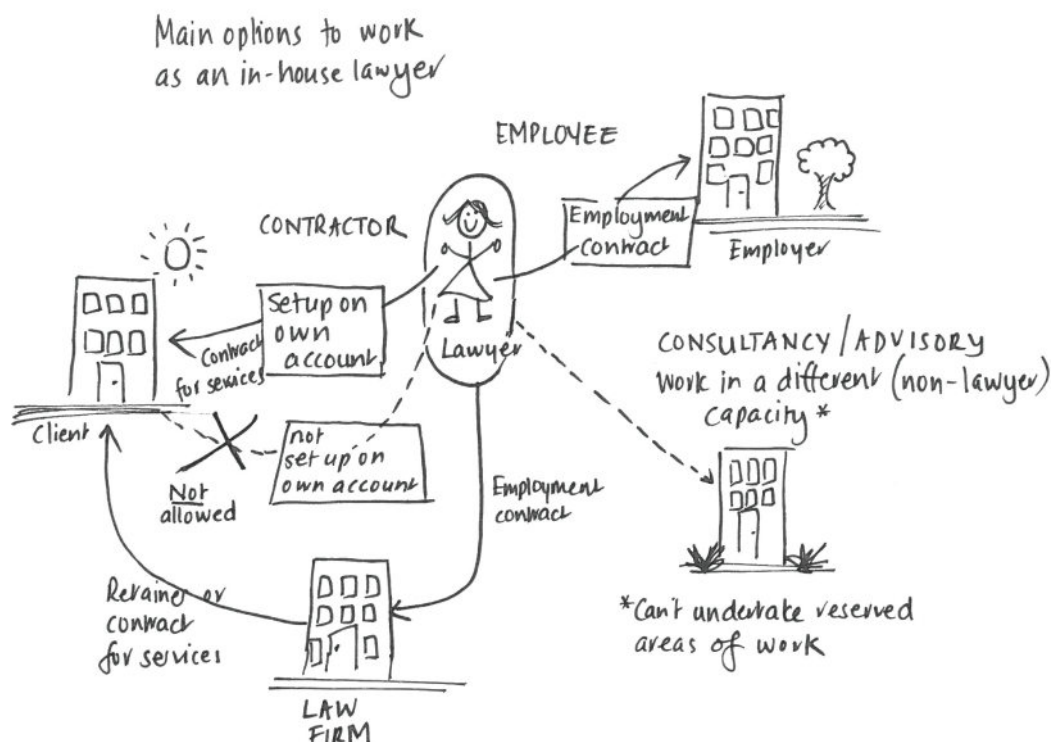 Main options to work
as an in-house lawyer
EMPLOYEE
Employment
contract
Employer
CONTRACTOR
Setup on
own
account
Contract
for services
Client
Lawyer
not
set up on
own account
Not
allowed
Employment
contract
CONSULTANCY/ADVISORY
Work in a different (non-lawyer)
capacity*
*Can't undertake reserved
areas of work
Retainer or
contract
for services
LAW
FIRM